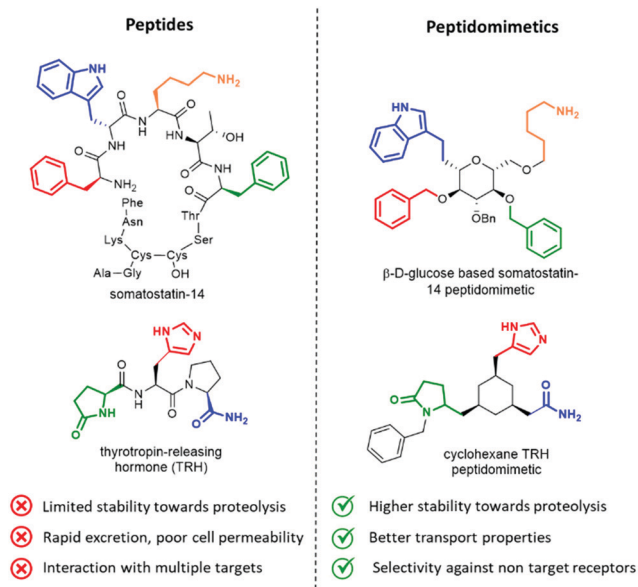 Peptides
Peptidomimetics
NH
NH₂
O
O
H
N
N
H
O
HN
OH
O
NH
NH₂
O
NH
Phe
Asn
Lys
Cys
Cys
Ser
Thr
Ala
Gly
OH
somatostatin-14
HN
NH₂
O
O
O
O
OBn
β-D-glucose based somatostatin-
14 peptidomimetic
HN
N
O
O
N
H
N
O
O
NH
NH₂
thyrotropin-releasing
hormone (TRH)
HN
N
O
N
O
NH₂
cyclohexane TRH
peptidomimetic
Limited stability towards proteolysis
Rapid excretion, poor cell permeability
Interaction with multiple targets
Higher stability towards proteolysis
Better transport properties
Selectivity against non target receptors